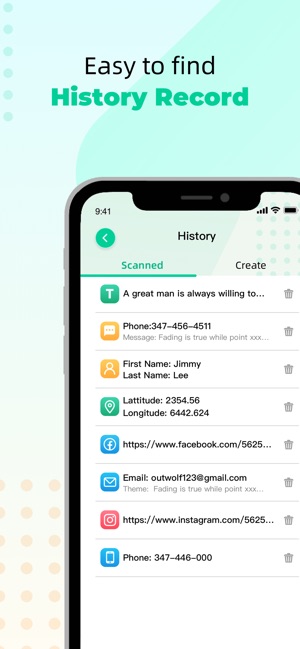 Easy to find
History Record
9:41
History
Scanned
Create
T
A great man is always willing to...
Phone:347-456-4511
Message: Fading is true while point xxx...
First Name: Jimmy
Last Name: Lee
Lattitude: 2354.56
Longitude: 6442.624
https://www.facebook.com/5625...
Email: outwolf123@gmail.com
Theme: Fading is true while point xxx...
https://www.instagram.com/5625...
Phone: 347-446-000